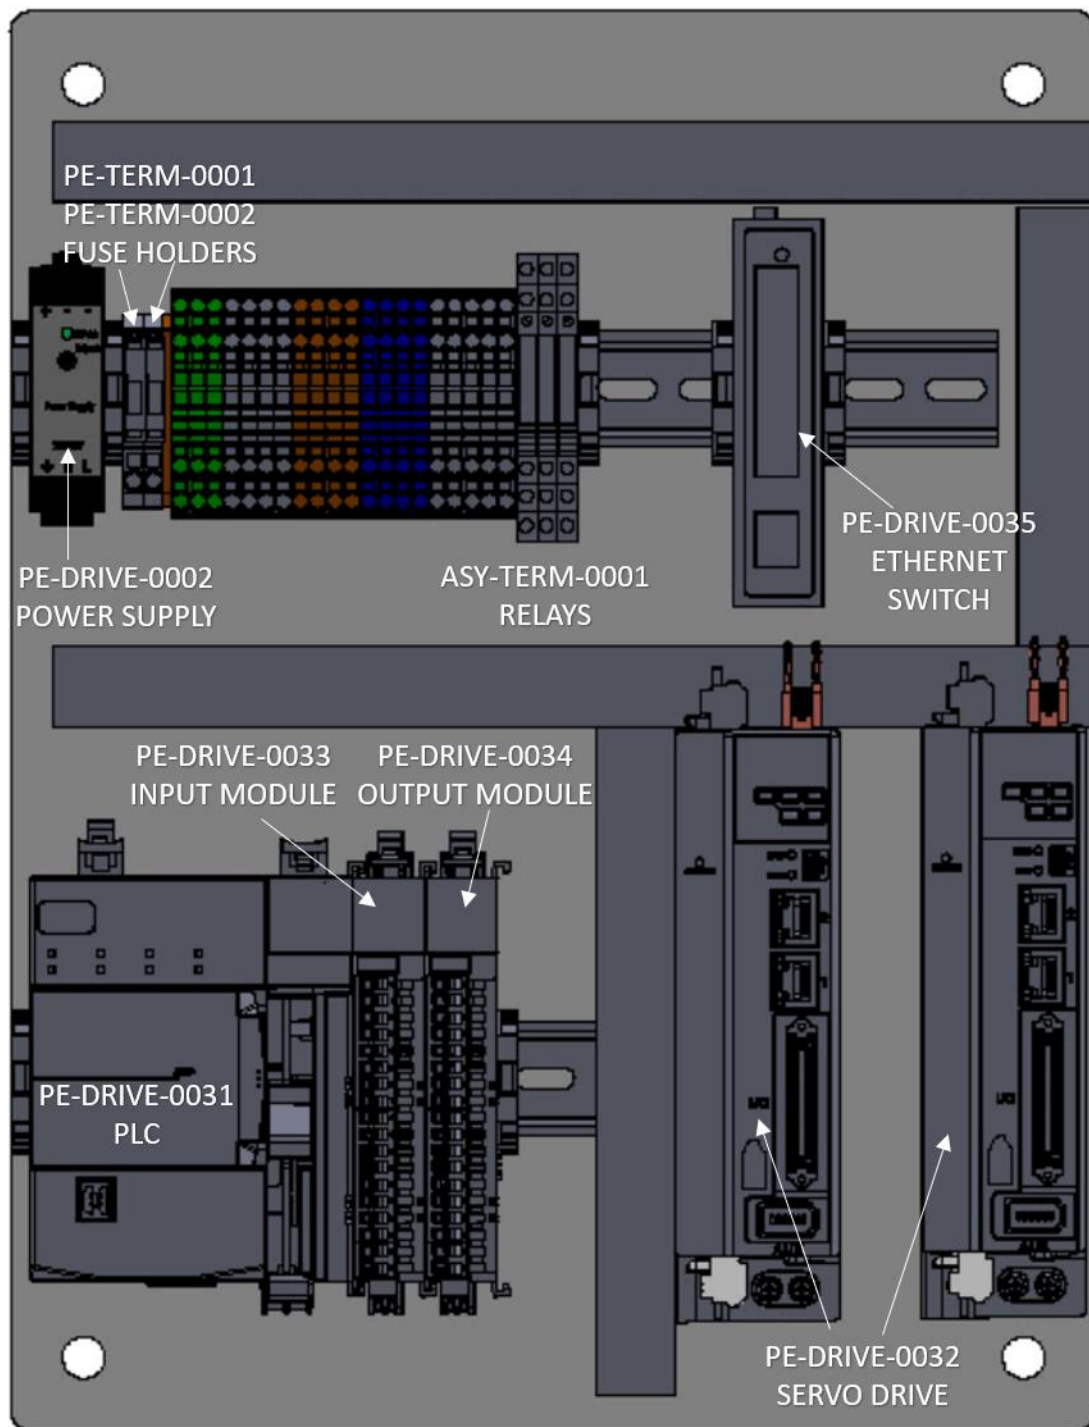 PE-TERM-0001
PE-TERM-0002
FUSE HOLDERS
+ - -
Power Supply
L
PE-DRIVE-0002
POWER SUPPLY
ASY-TERM-0001
RELAYS
PE-DRIVE-0035
ETHERNET
SWITCH
PE-DRIVE-0033
INPUT MODULE
PE-DRIVE-0034
OUTPUT MODULE
PE-DRIVE-0031
PLC
I/O
PE-DRIVE-0032
SERVO DRIVE